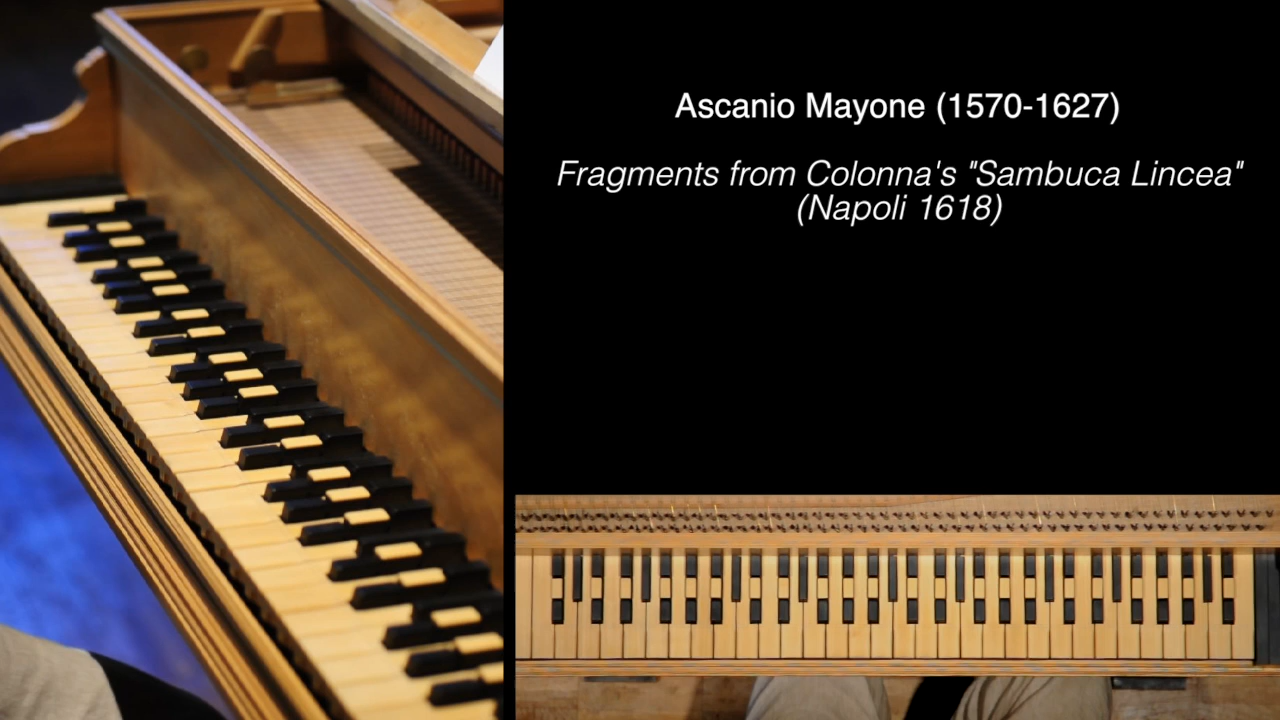 Ascanio Mayone (1570-1627)
Fragments from Colonna's "Sambuca Lincea"
(Napoli 1618)